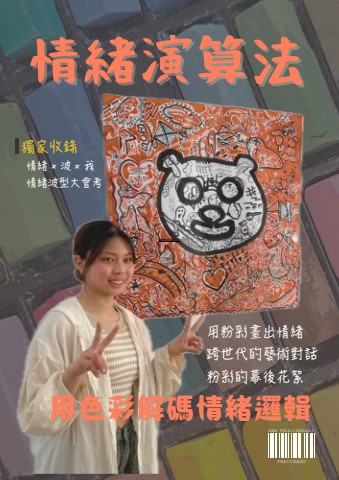 情緒演算法
獨家收錄
情緒 x 波 x 我
情緒波型大會考
用粉彩畫出情緒
跨世代的藝術對話
粉彩的幕後花絮
用色彩解碼情緒邏輯